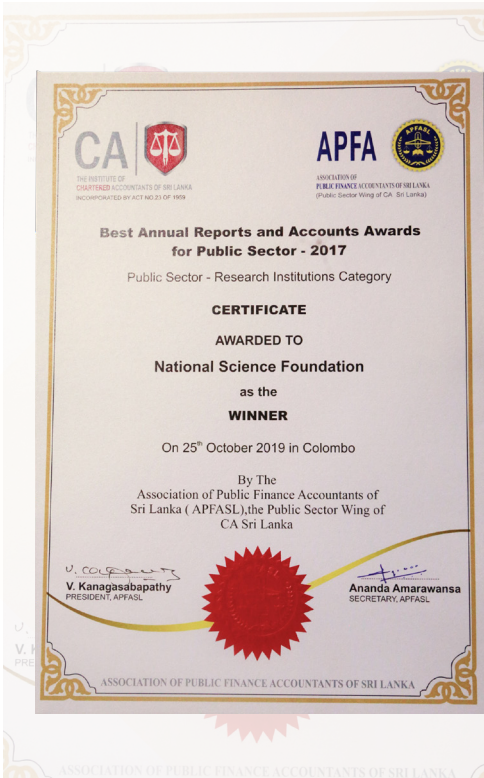 CA
THE INSTITUTE OF
CHARTERED ACCOUNTANTS OF SRI LANKA
INCORPORATED BY ACT NO.23 OF 1959
APFA
APFASL
ASSOCIATION OF
PUBLIC FINANCE ACCOUNTANTS OF SRI LANKA
(Public Sector Wing of CA Sri Lanka)
Best Annual Reports and Accounts Awards
for Public Sector - 2017
Public Sector - Research Institutions Category
CERTIFICATE
AWARDED TO
National Science Foundation
as the
WINNER
On 25th October 2019 in Colombo
By The
Association of Public Finance Accountants of
Sri Lanka ( APFASL),the Public Sector Wing of
CA Sri Lanka
V. Kanagasabapathy
PRESIDENT, APFASL
Ananda Amarawansa
SECRETARY, APFASL
ASSOCIATION OF PUBLIC FINANCE ACCOUNTANTS OF SRI LANKA
V. K
PRE
ASSOCIATION OF PUBLIC FINANCE ACCOUNTANTS OF SRI LANKA